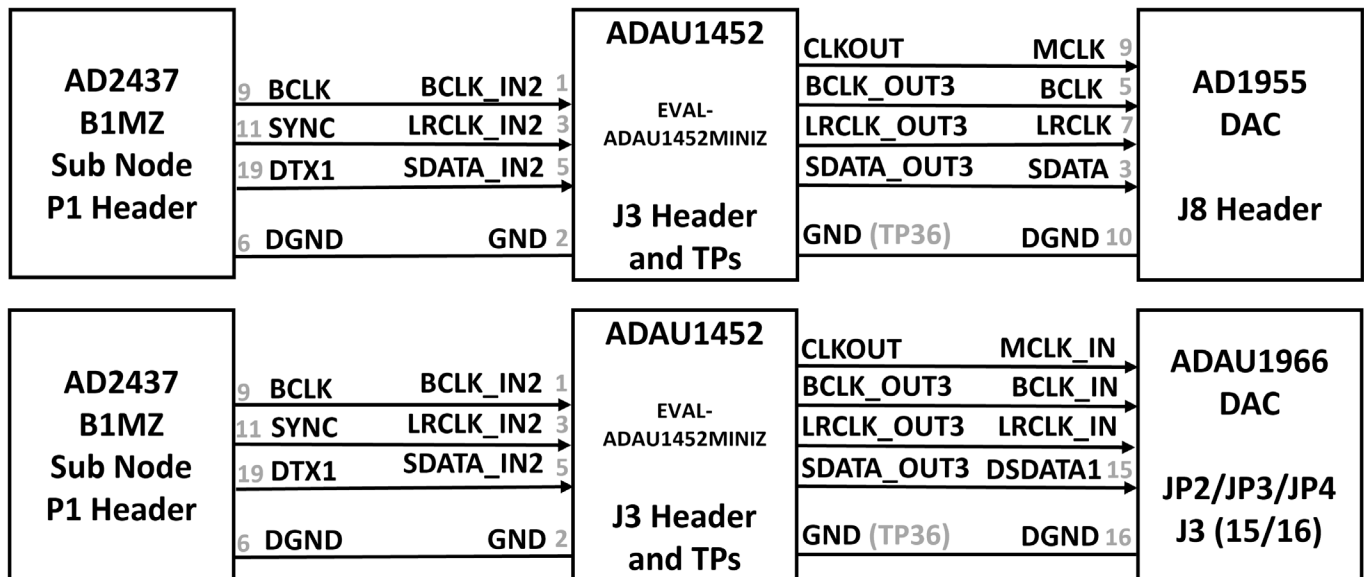 AD2437
B1MZ
Sub Node
P1 Header
9 BCLK
11 SYNC
19 DTX1
6 DGND
BCLK_IN2 1
LRCLK_IN2 3
SDATA_IN2 5
GND 2
ADAU1452
EVAL-
ADAU1452MINIZ
J3 Header
and TPs
CLKOUT
BCLK_OUT3
LRCLK_OUT3
SDATA_OUT3
GND (TP36)
MCLK 9
BCLK 5
LRCLK 7
SDATA 3
DGND 10
AD1955
DAC
J8 Header
AD2437
B1MZ
Sub Node
P1 Header
9 BCLK
11 SYNC
19 DTX1
6 DGND
BCLK_IN2 1
LRCLK_IN2 3
SDATA_IN2 5
GND 2
ADAU1452
EVAL-
ADAU1452MINIZ
J3 Header
and TPs
CLKOUT
BCLK_OUT3
LRCLK_OUT3
SDATA_OUT3
GND (TP36)
MCLK_IN
BCLK_IN
LRCLK_IN
DSDATA1 15
DGND 16
ADAU1966
DAC
JP2/JP3/JP4
J3 (15/16)